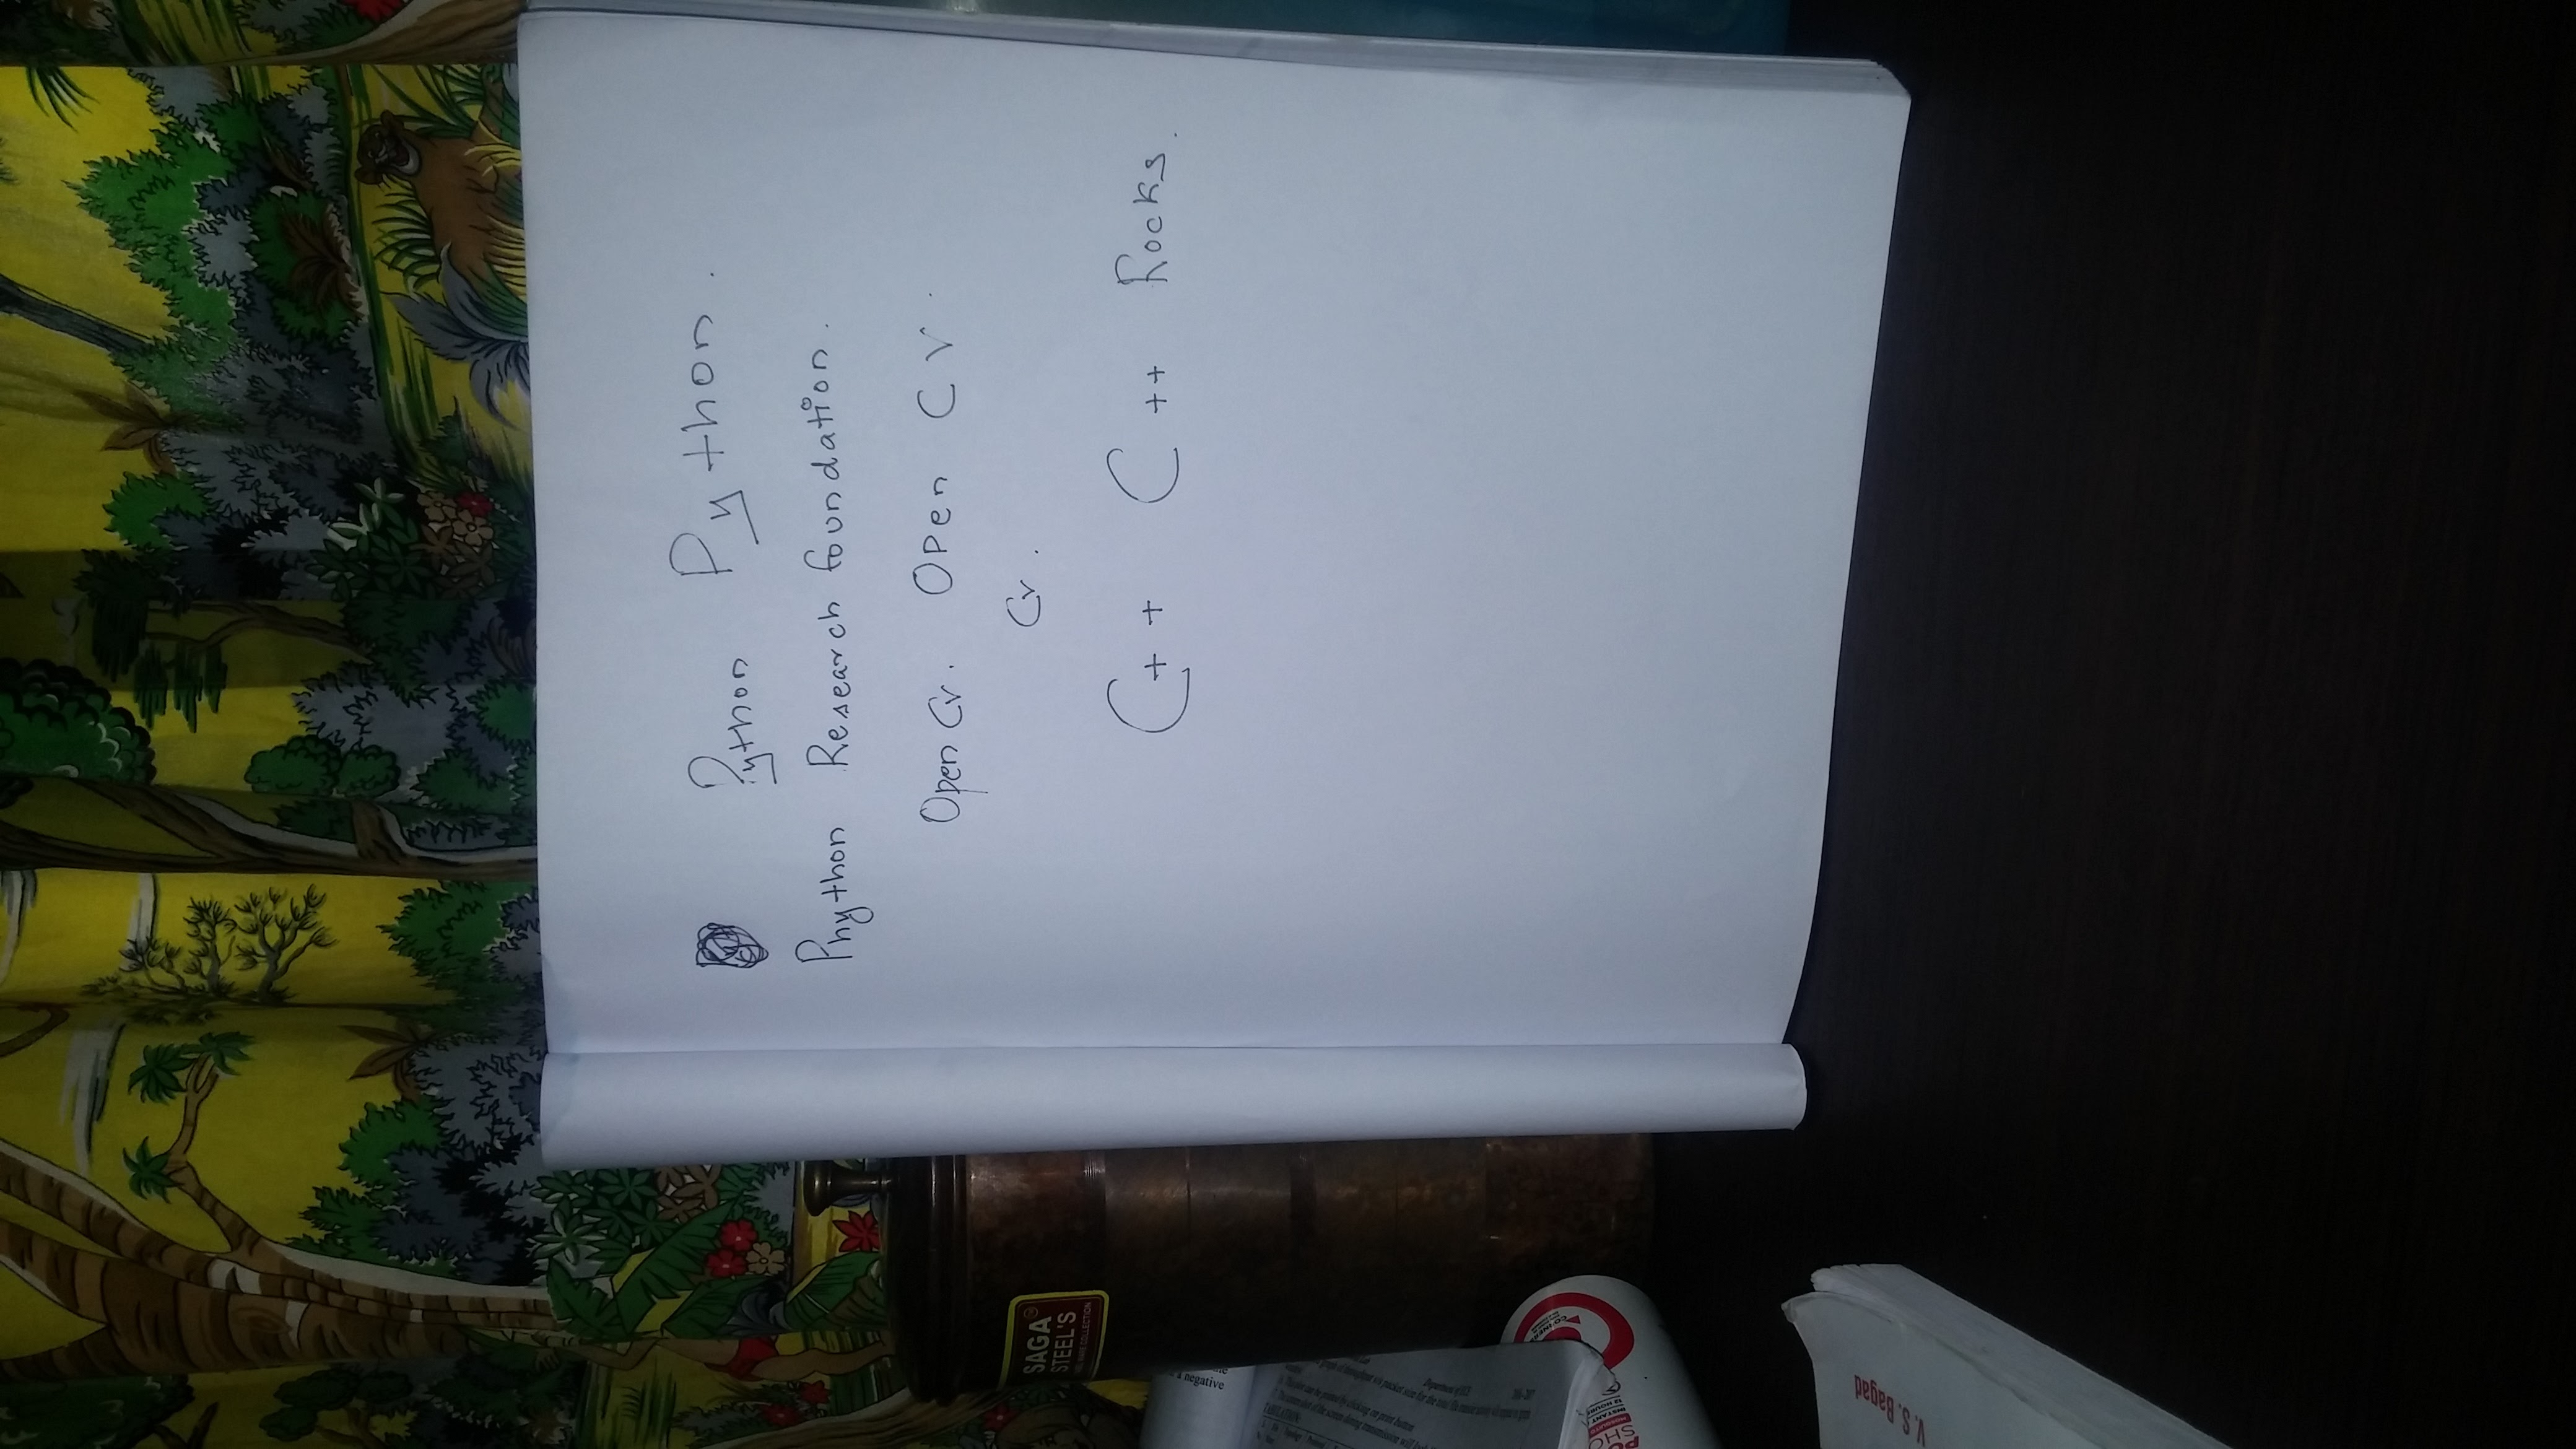 Python Python.
Phython Research foundation.
Open Cv. Open CV.
Cv.
C++ C++ Rocks.
SAGA
STEEL'S
negative
V. S. Bagad